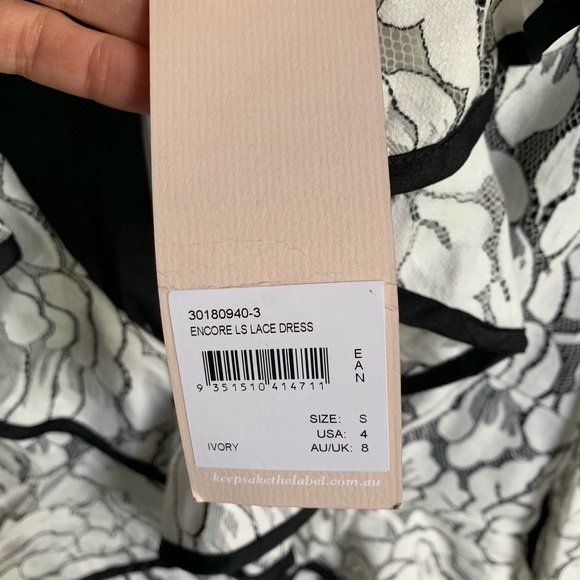 30180940-3
ENCORE LS LACE DRESS
EAN
9 351510 414711
SIZE: S
USA: 4
IVORY
AU/UK: 8
keepsakethelabel.com.au